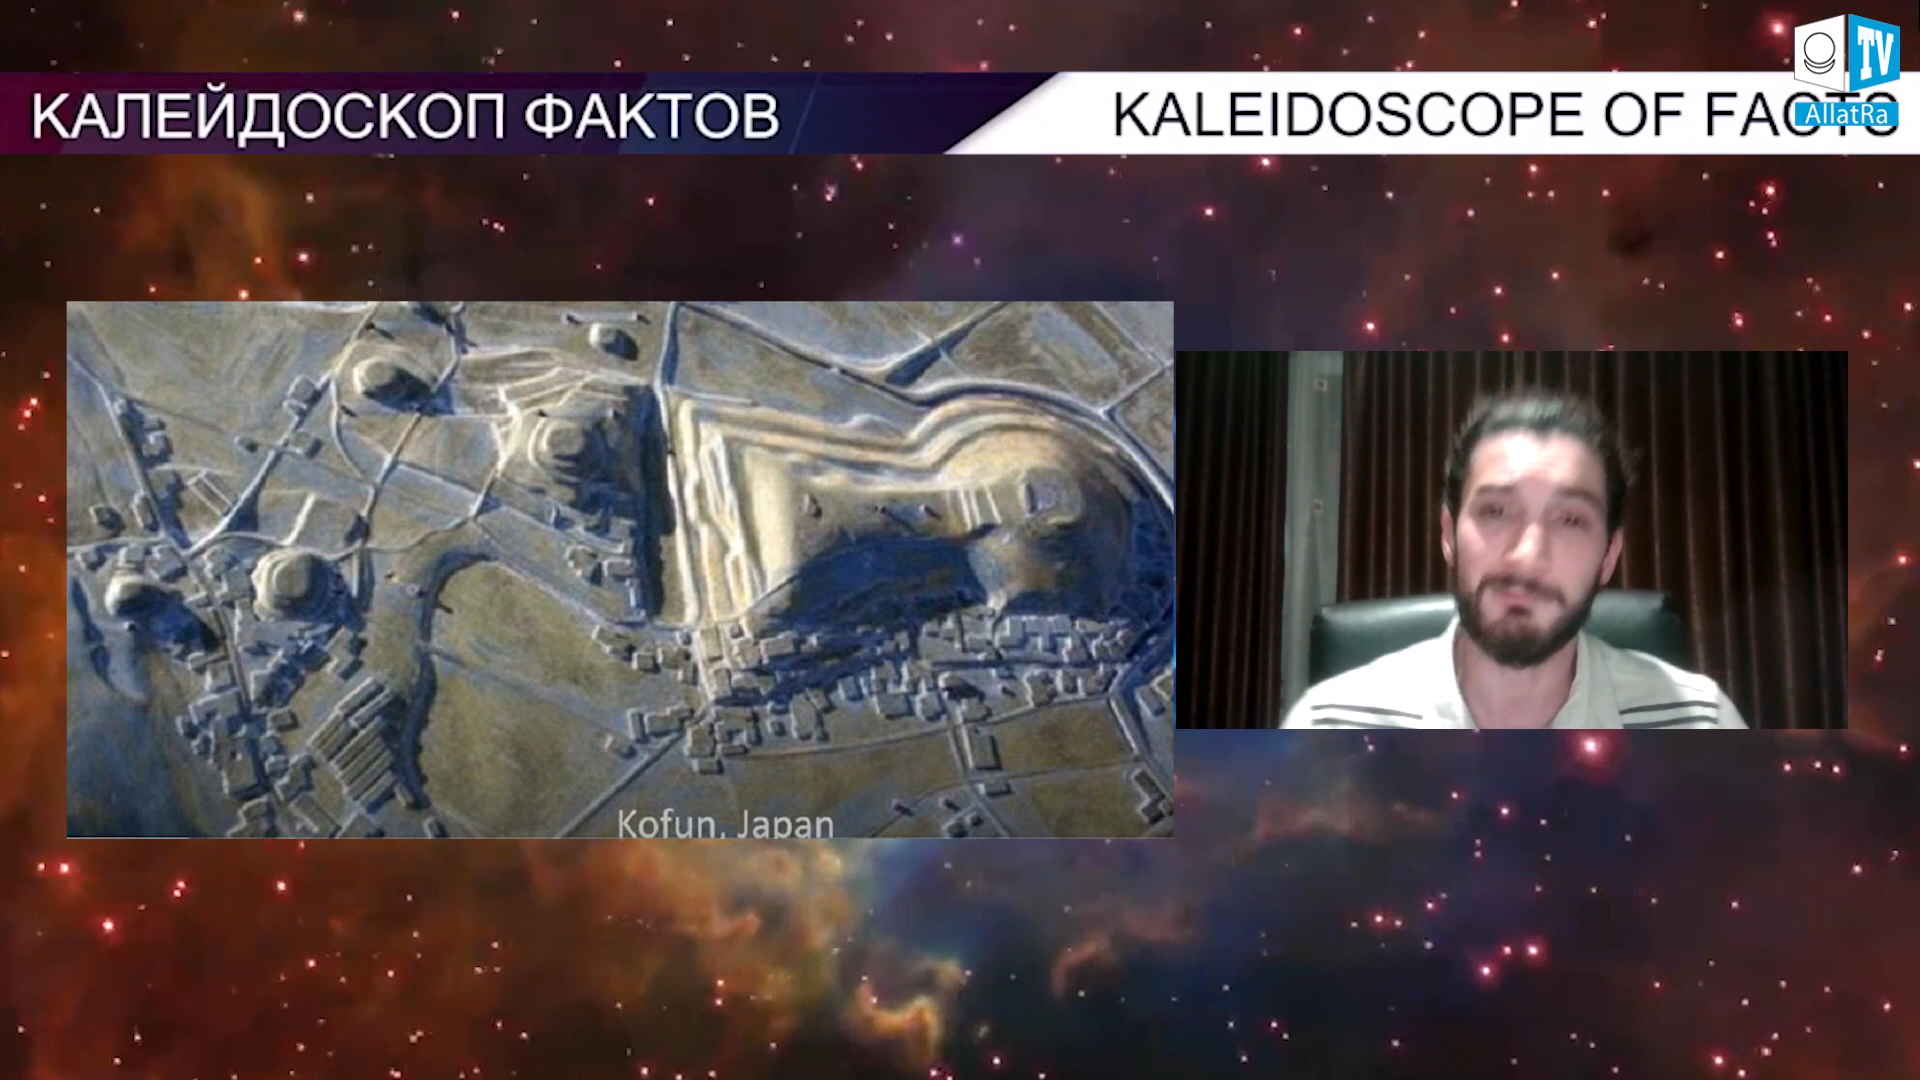 КАЛЕЙДОСКОП ФАКТОВ
KALEIDOSCOPE OF FACTS
TV
AllatRa
Kofun, Japan